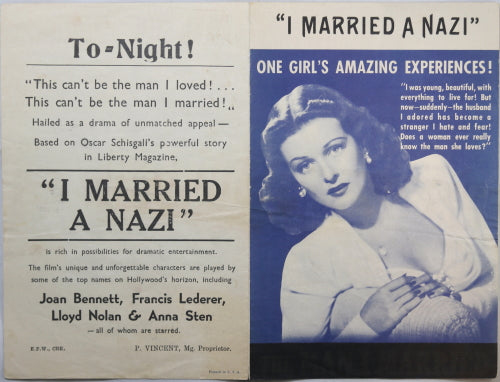 To=Night!
"This can't be the man I loved! . . .
This can't be the man I married!"
Hailed as a drama of unmatched appeal—
Based on Oscar Schisgall's powerful story
in Liberty Magazine,
"I MARRIED
A NAZI"
is rich in possibilities for dramatic entertainment.
The film's unique and unforgettable characters are played by
some of the top names on Hollywood's horizon, including
Joan Bennett, Francis Lederer,
Lloyd Nolan & Anna Sten
—all of whom are starred.
P. VINCENT, Mg. Proprietor.
"I MARRIED A NAZI"
ONE GIRL'S AMAZING EXPERIENCES!
"I was young, beautiful, with
everything to live for! But
now—suddenly—the husband
I adored has become a
stranger I hate and fear!
Does a woman ever really
know the man she loves?"